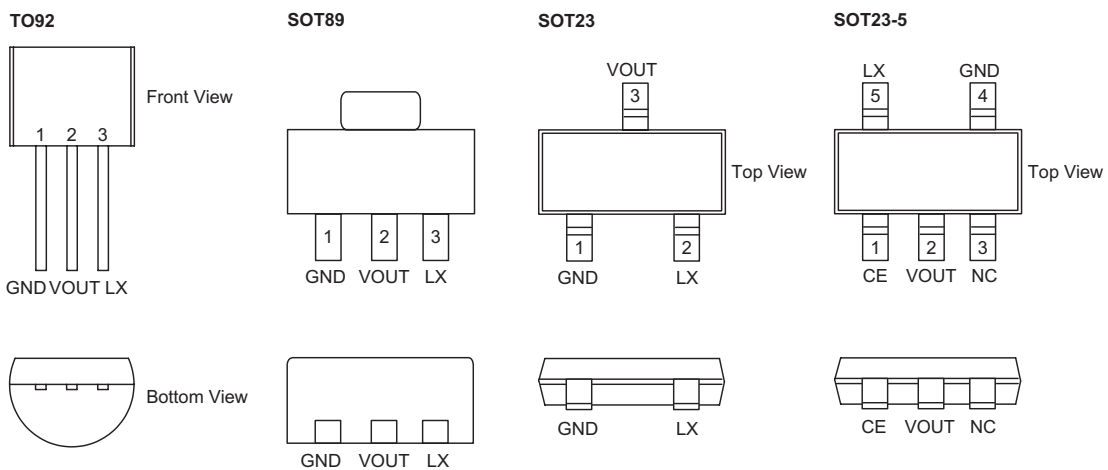 TO92
SOT89
SOT23
SOT23-5
VOUT
LX
GND
3
5
4
Front View
1 2 3
Top View
Top View
1
2
3
1
2
1
2
3
GND VOUT LX
GND VOUT LX
GND
LX
CE VOUT NC
Bottom View
GND VOUT LX
GND
LX
CE VOUT NC